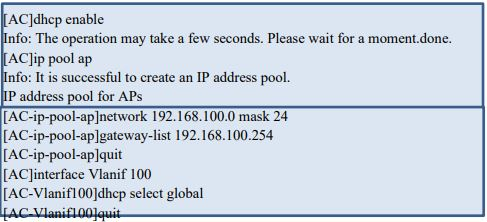 [AC]dhcp enable
Info: The operation may take a few seconds. Please wait for a moment.done.
[AC]ip pool ap
Info: It is successful to create an IP address pool.
IP address pool for APs
[AC-ip-pool-ap]network 192.168.100.0 mask 24
[AC-ip-pool-ap]gateway-list 192.168.100.254
[AC-ip-pool-ap]quit
[AC]interface Vlanif 100
[AC-Vlanif100]dhcp select global
[AC-Vlanif100]quit